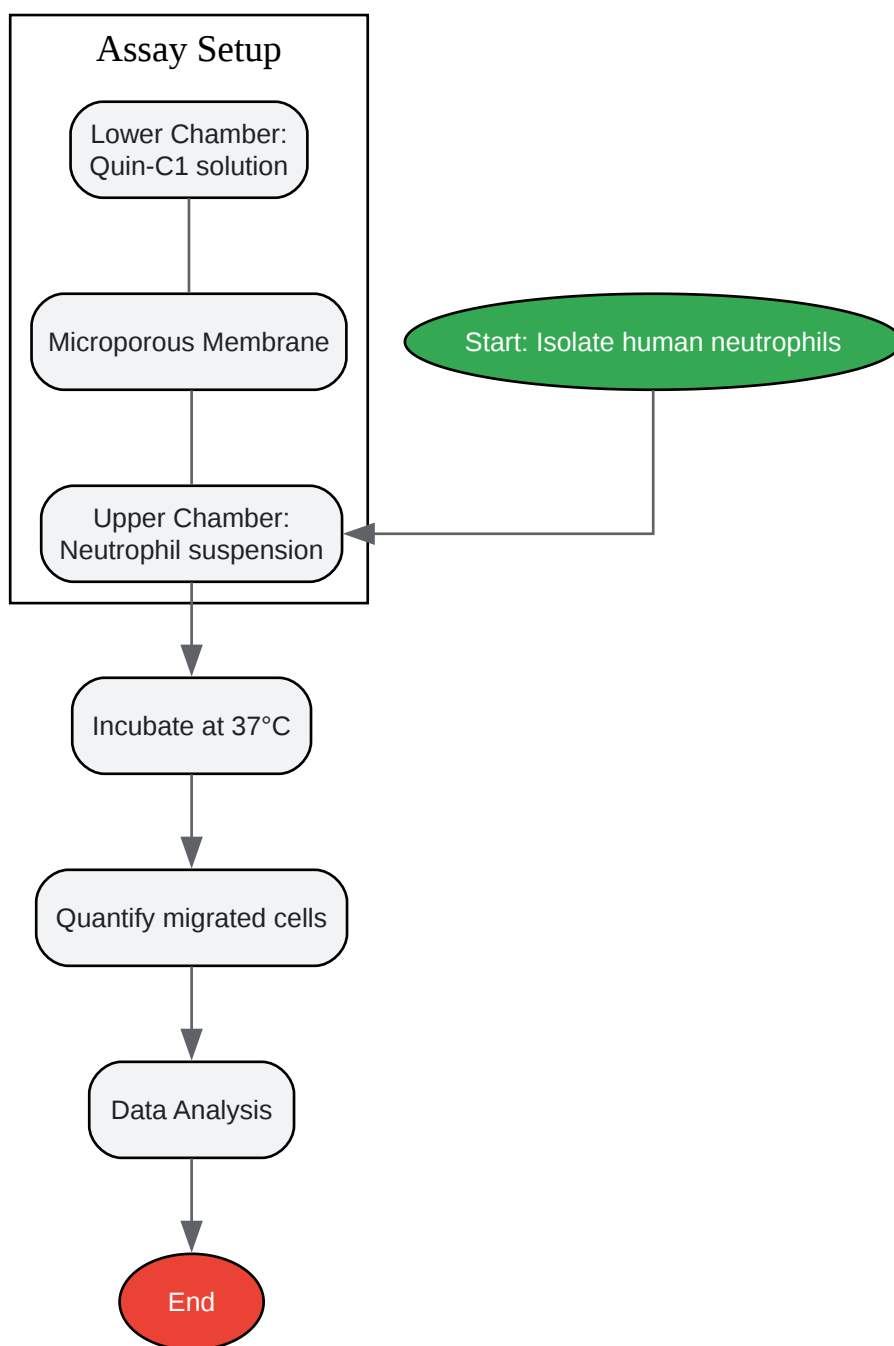 Assay Setup
Lower Chamber:
Quin-C1 solution
Microporous Membrane
Start: Isolate human neutrophils
Upper Chamber:
Neutrophil suspension
Incubate at 37°C
Quantify migrated cells
Data Analysis
End